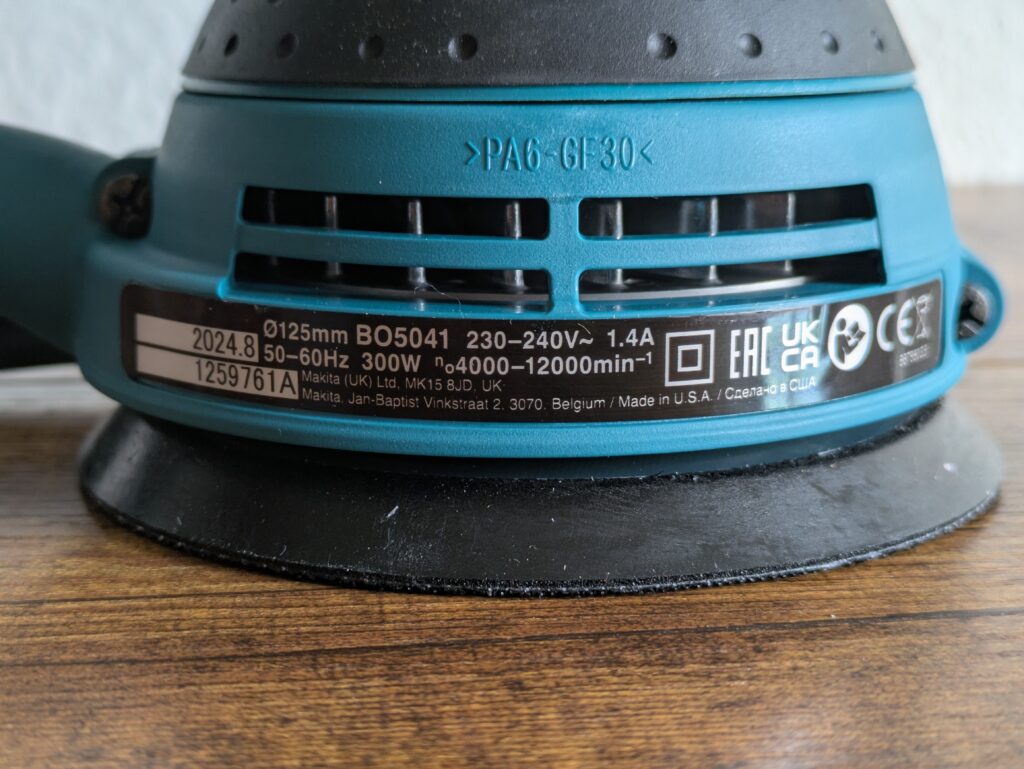 >PA6-GF30<
2024.8
1259761A
Ø125mm BO5041 230–240V~ 1.4A
50–60Hz 300W n₀4000–12000min⁻¹
Makita (UK) Ltd, MK15 8JD, UK
Makita. Jan-Baptist Vinkstraat 2, 3070, Belgium / Made in U.S.A. / Сделано в США
EAC
UK
CA
CE